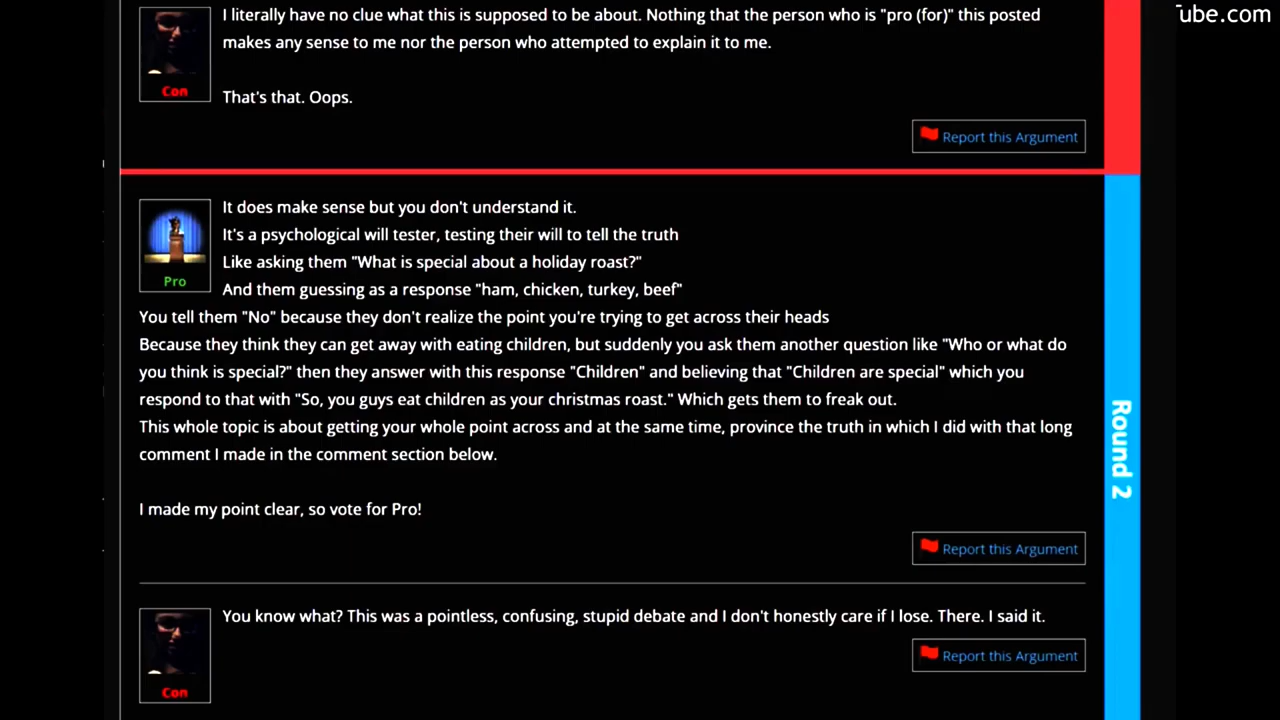 ube.com
I literally have no clue what this is supposed to be about. Nothing that the person who is "pro (for)" this posted
makes any sense to me nor the person who attempted to explain it to me.
That's that. Oops.
Con
Report this Argument
It does make sense but you don't understand it.
It's a psychological will tester, testing their will to tell the truth
Like asking them "What is special about a holiday roast?"
And them guessing as a response "ham, chicken, turkey, beef"
Pro
You tell them "No" because they don't realize the point you're trying to get across their heads
Because they think they can get away with eating children, but suddenly you ask them another question like "Who or what do
you think is special?" then they answer with this response "Children" and believing that "Children are special" which you
respond to that with "So, you guys eat children as your christmas roast." Which gets them to freak out.
This whole topic is about getting your whole point across and at the same time, province the truth in which I did with that long
comment I made in the comment section below.
I made my point clear, so vote for Pro!
Report this Argument
Round 2
You know what? This was a pointless, confusing, stupid debate and I don't honestly care if I lose. There. I said it.
Report this Argument
Con